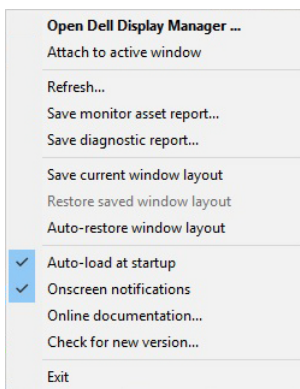 Open Dell Display Manager ...
Attach to active window
Refresh...
Save monitor asset report...
Save diagnostic report...
Save current window layout
Restore saved window layout
Auto-restore window layout
Auto-load at startup
Onscreen notifications
Online documentation...
Check for new version...
Exit